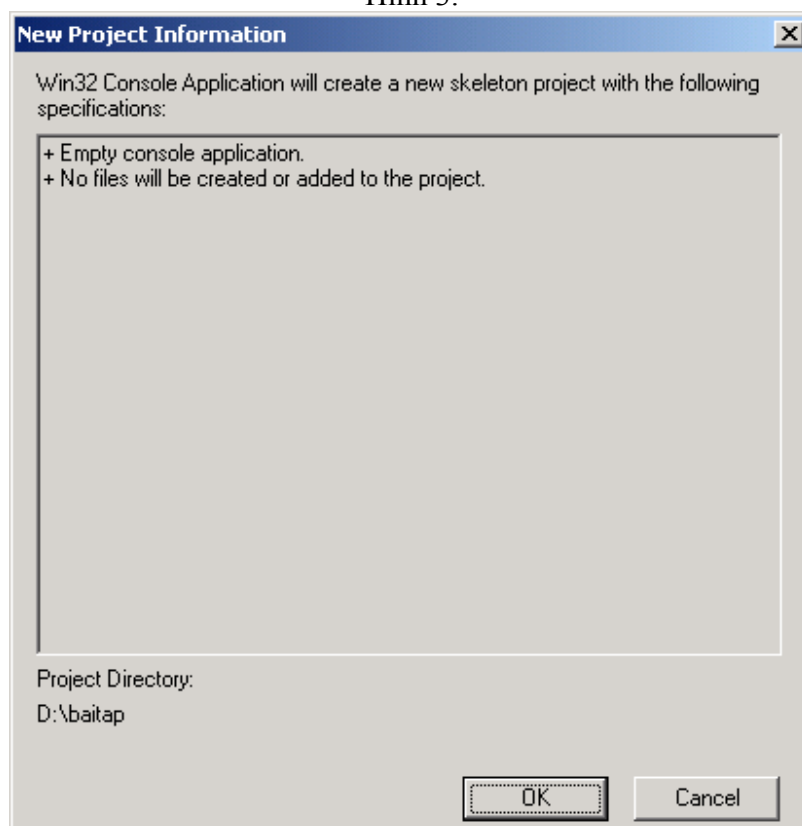 New Project Information
Win32 Console Application will create a new skeleton project with the following
specifications:
+ Empty console application.
+ No files will be created or added to the project.
Project Directory:
D:\baitap
OK
Cancel